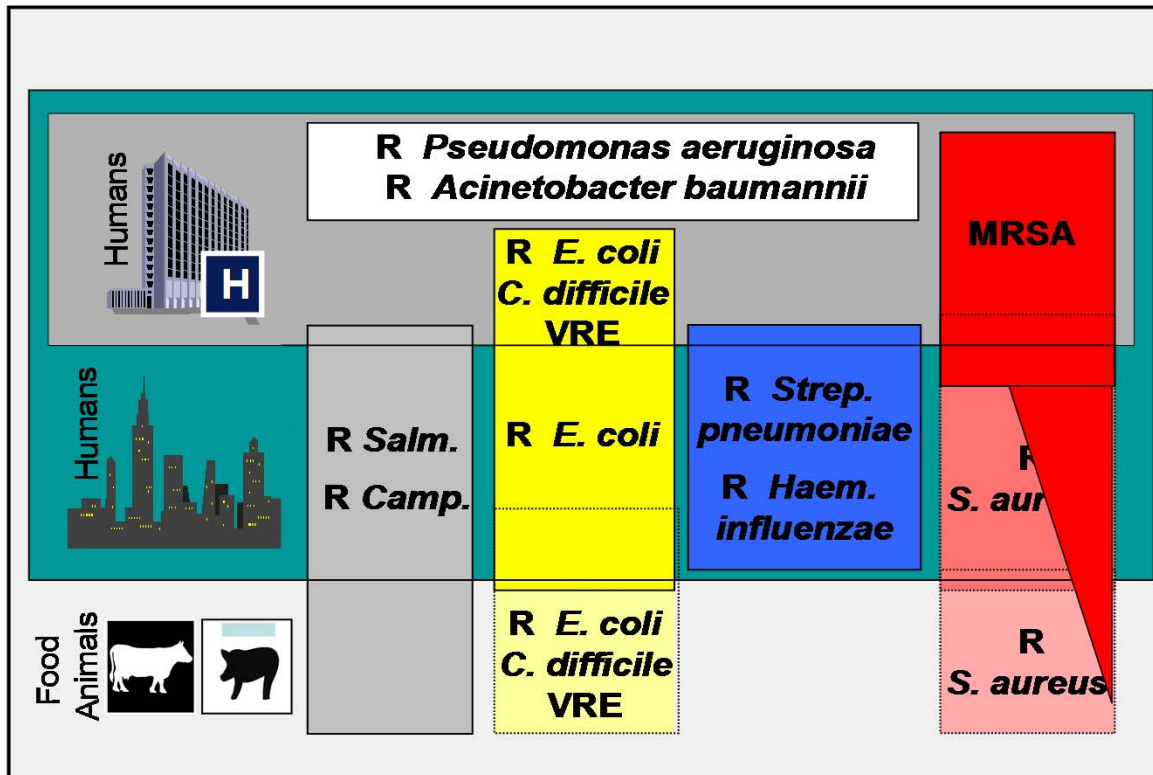 Humans
H
R Pseudomonas aeruginosa
R Acinetobacter baumannii
R E. coli
C. difficile
VRE
MRSA
Humans
R Salm.
R Camp.
R E. coli
R Strep.
pneumoniae
R Haem.
influenzae
R
S. aur
Food
Animals
R E. coli
C. difficile
VRE
R
S. aureus